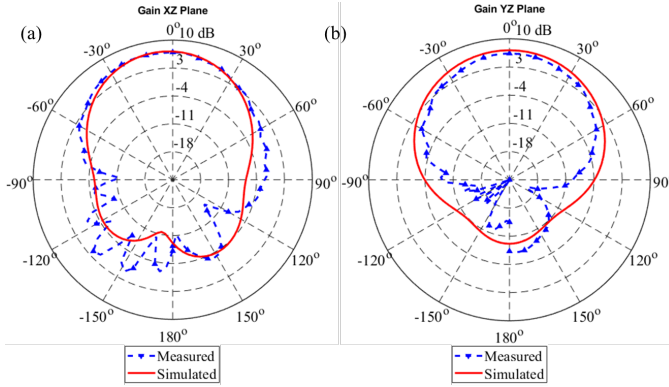 Gain XZ Plane
(a)
0° 10 dB
-30° 30°
3
-60° -4 60°
-11
-18
-90° 90°
-120° 120°
-150° 150°
180°
Measured
Simulated
Gain YZ Plane
(b)
0° 10 dB
-30° 30°
3
-60° -4 60°
-11
-18
-90° 90°
-120° 120°
-150° 150°
180°
Measured
Simulated